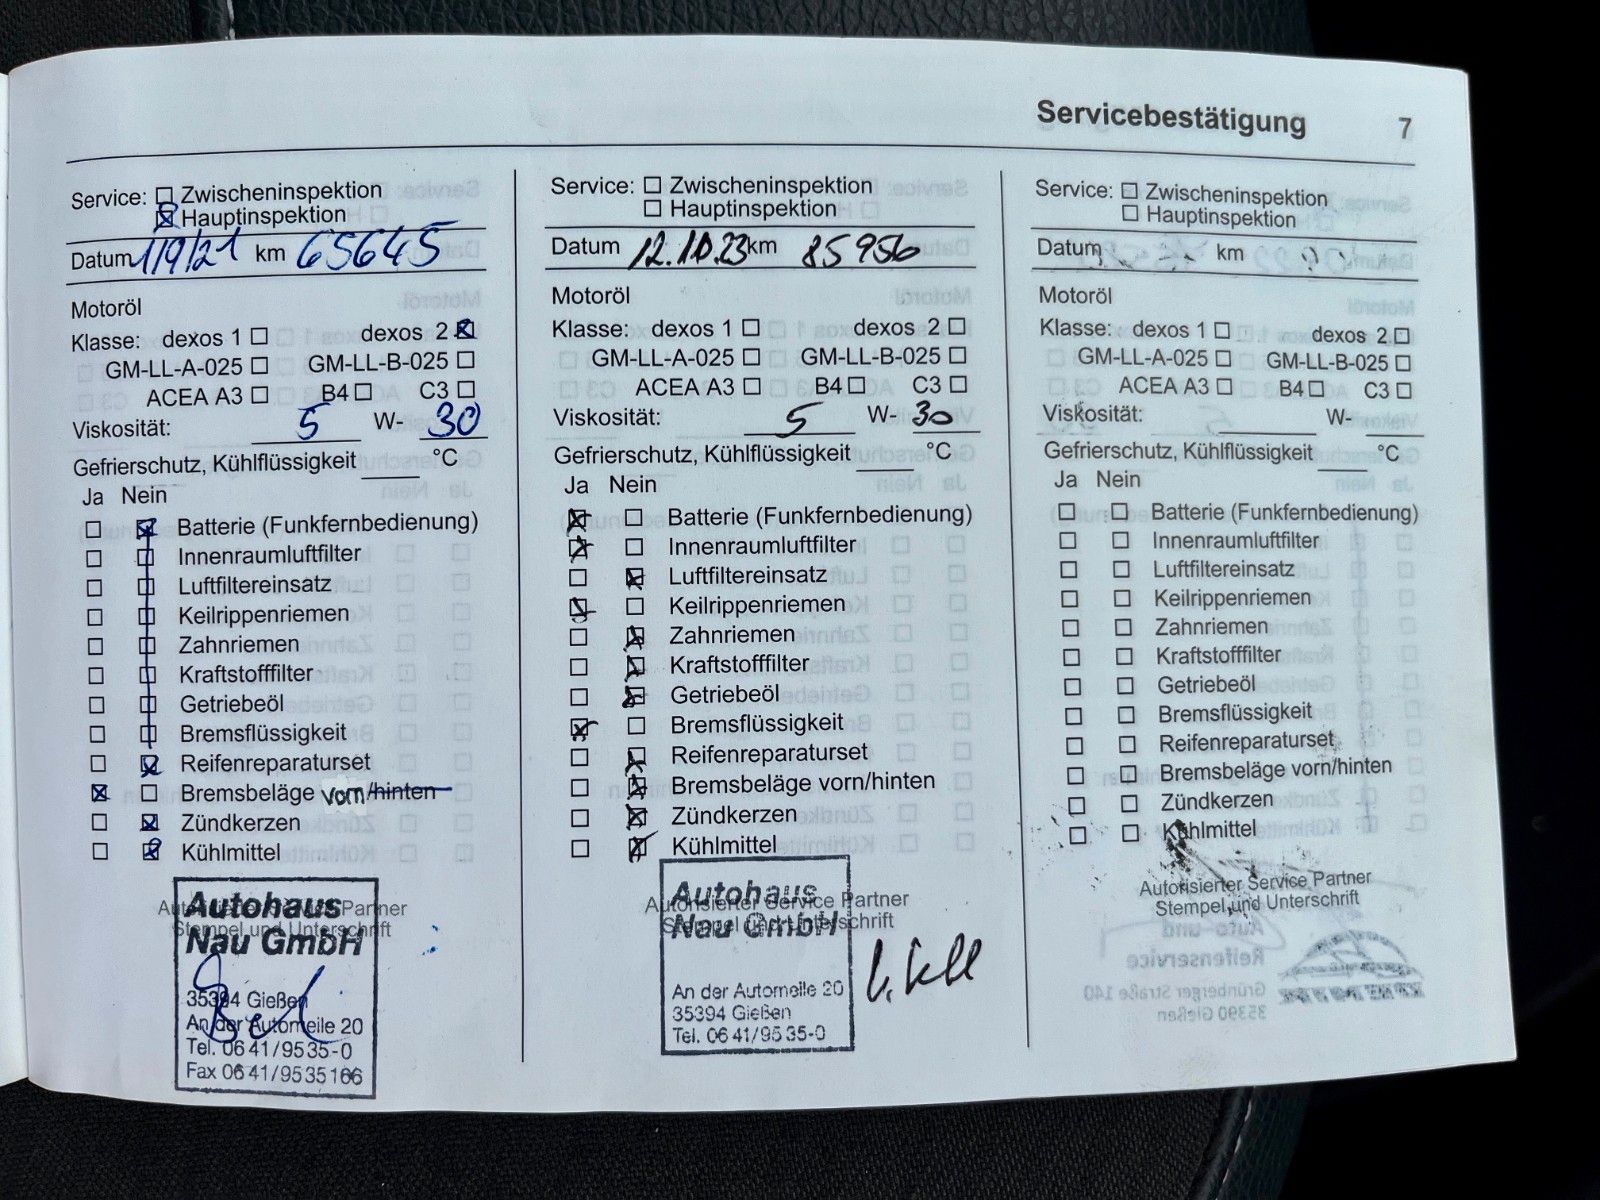 Servicebestätigung 7
Service: Zwischeninspektion
Hauptinspektion
Datum 1/9/21 km 65645
Motoröl
Klasse: dexos 1 dexos 2
GM-LL-A-025 GM-LL-B-025
ACEA A3 B4 C3
Viskosität: 5 W- 30
Gefrierschutz, Kühlflüssigkeit °C
Ja Nein
Batterie (Funkfernbedienung)
Innenraumluftfilter
Luftfiltereinsatz
Keilrippenriemen
Zahnriemen
Kraftstofffilter
Getriebeöl
Bremsflüssigkeit
Reifenreparaturset
Bremsbeläge vorn/hinten
Zündkerzen
Kühlmittel
Autorisierter Service Partner
Stempel und Unterschrift
Autohaus
Nau GmbH
35394 Gießen
An der Automeile 20
Tel. 06 41/95 35-0
Fax 06 41/95 35 166
Service: Zwischeninspektion
Hauptinspektion
Datum 12.10.23 km 85956
Motoröl
Klasse: dexos 1 dexos 2
GM-LL-A-025 GM-LL-B-025
ACEA A3 B4 C3
Viskosität: 5 W- 30
Gefrierschutz, Kühlflüssigkeit °C
Ja Nein
Batterie (Funkfernbedienung)
Innenraumluftfilter
Luftfiltereinsatz
Keilrippenriemen
Zahnriemen
Kraftstofffilter
Getriebeöl
Bremsflüssigkeit
Reifenreparaturset
Bremsbeläge vorn/hinten
Zündkerzen
Kühlmittel
Autorisierter Service Partner
Stempel und Unterschrift
Autohaus
Nau GmbH
An der Automeile 20
35394 Gießen
Tel. 06 41/95 35-0
Service: Zwischeninspektion
Hauptinspektion
Datum km
Motoröl
Klasse: dexos 1 dexos 2
GM-LL-A-025 GM-LL-B-025
ACEA A3 B4 C3
Viskosität: W-
Gefrierschutz, Kühlflüssigkeit °C
Ja Nein
Batterie (Funkfernbedienung)
Innenraumluftfilter
Luftfiltereinsatz
Keilrippenriemen
Zahnriemen
Kraftstofffilter
Getriebeöl
Bremsflüssigkeit
Reifenreparaturset
Bremsbeläge vorn/hinten
Zündkerzen
Kühlmittel
Autorisierter Service Partner
Stempel und Unterschrift